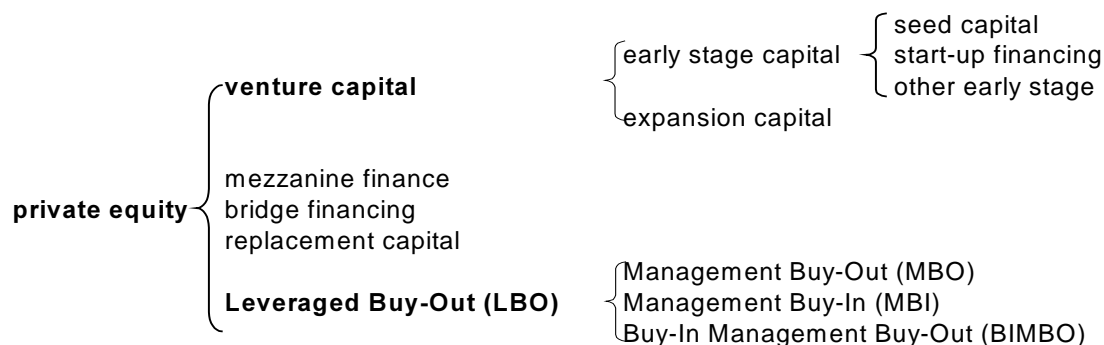 seed capital
early stage capital
start-up financing
venture capital
other early stage
expansion capital
mezzanine finance
private equity
bridge financing
replacement capital
Management Buy-Out (MBO)
Leveraged Buy-Out (LBO)
Management Buy-In (MBI)
Buy-In Management Buy-Out (BIMBO)